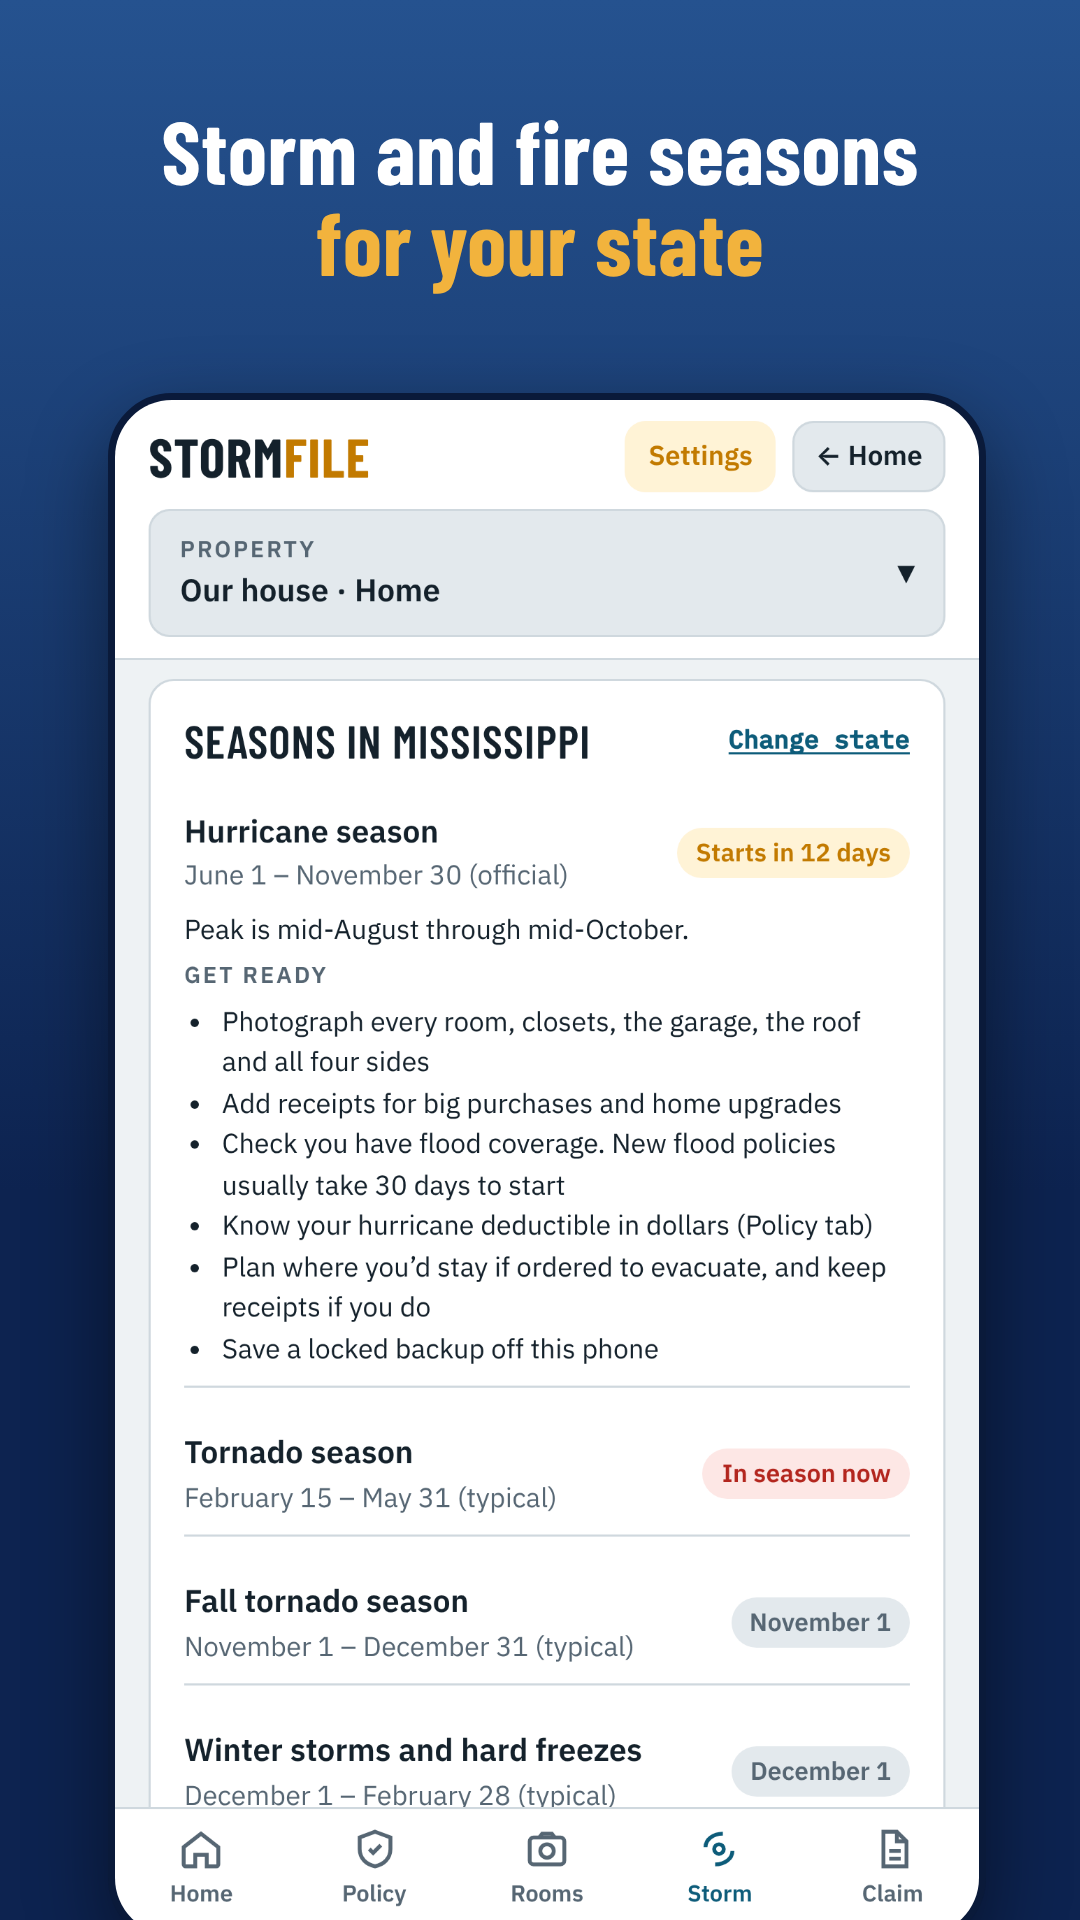 Storm and fire seasons
for your state
STORMFILE
Settings
← Home
PROPERTY
Our house · Home
▼
SEASONS IN MISSISSIPPI
Change state
Hurricane season
Starts in 12 days
June 1 – November 30 (official)
Peak is mid-August through mid-October.
GET READY
• Photograph every room, closets, the garage, the roof
and all four sides
• Add receipts for big purchases and home upgrades
• Check you have flood coverage. New flood policies
usually take 30 days to start
• Know your hurricane deductible in dollars (Policy tab)
• Plan where you’d stay if ordered to evacuate, and keep
receipts if you do
• Save a locked backup off this phone
Tornado season
In season now
February 15 – May 31 (typical)
Fall tornado season
November 1
November 1 – December 31 (typical)
Winter storms and hard freezes
December 1
December 1 – February 28 (typical)
Home
Policy
Rooms
Storm
Claim